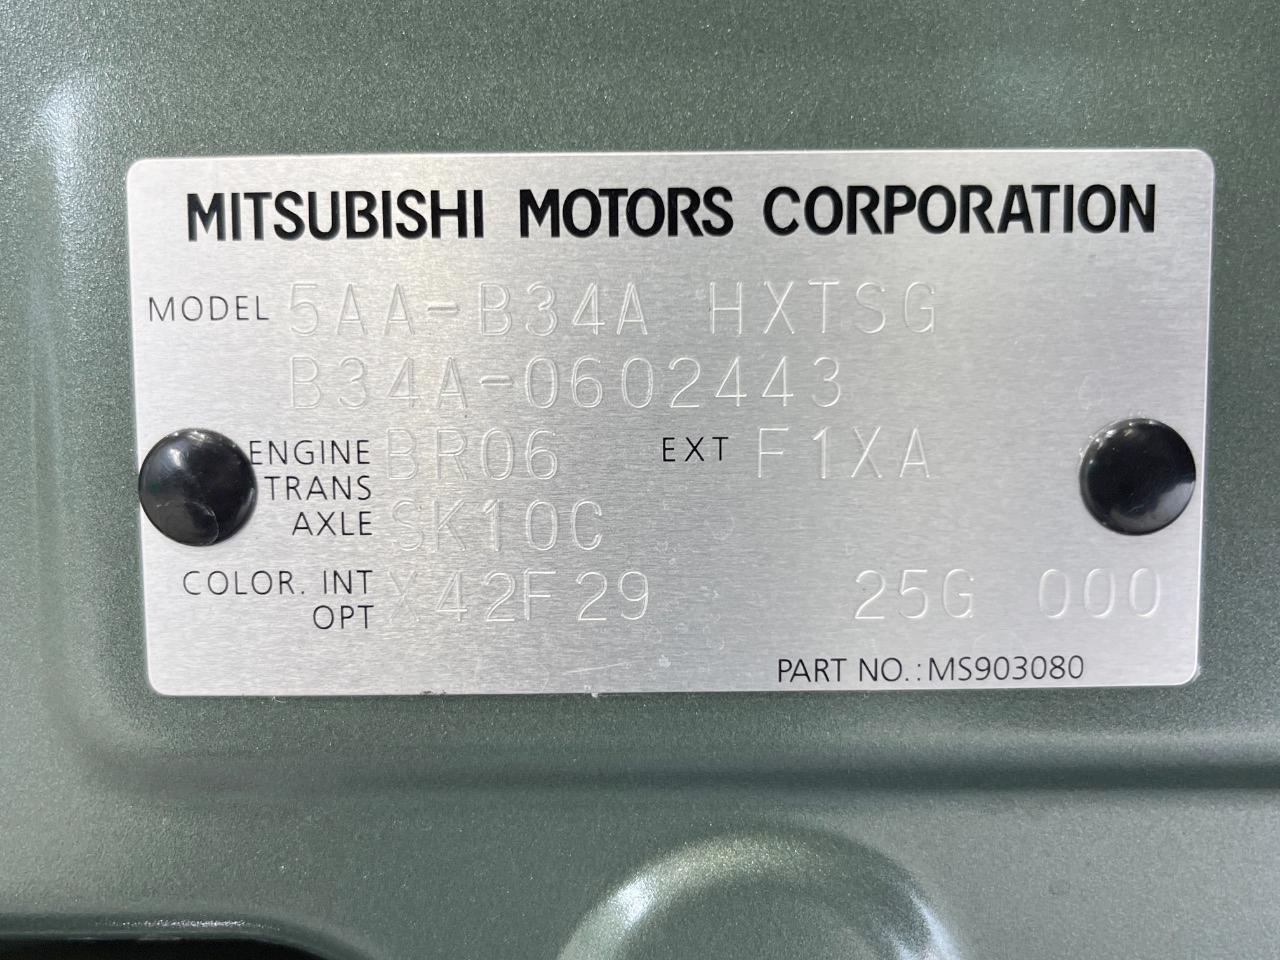 MITSUBISHI MOTORS CORPORATION
MODEL 5AA-B34A HXTSG
B34A-0602443
ENGINE BR06 EXT F1XA
TRANS
AXLE SK10C
COLOR. INT
OPT X42F29 25G 000
PART NO.:MS903080